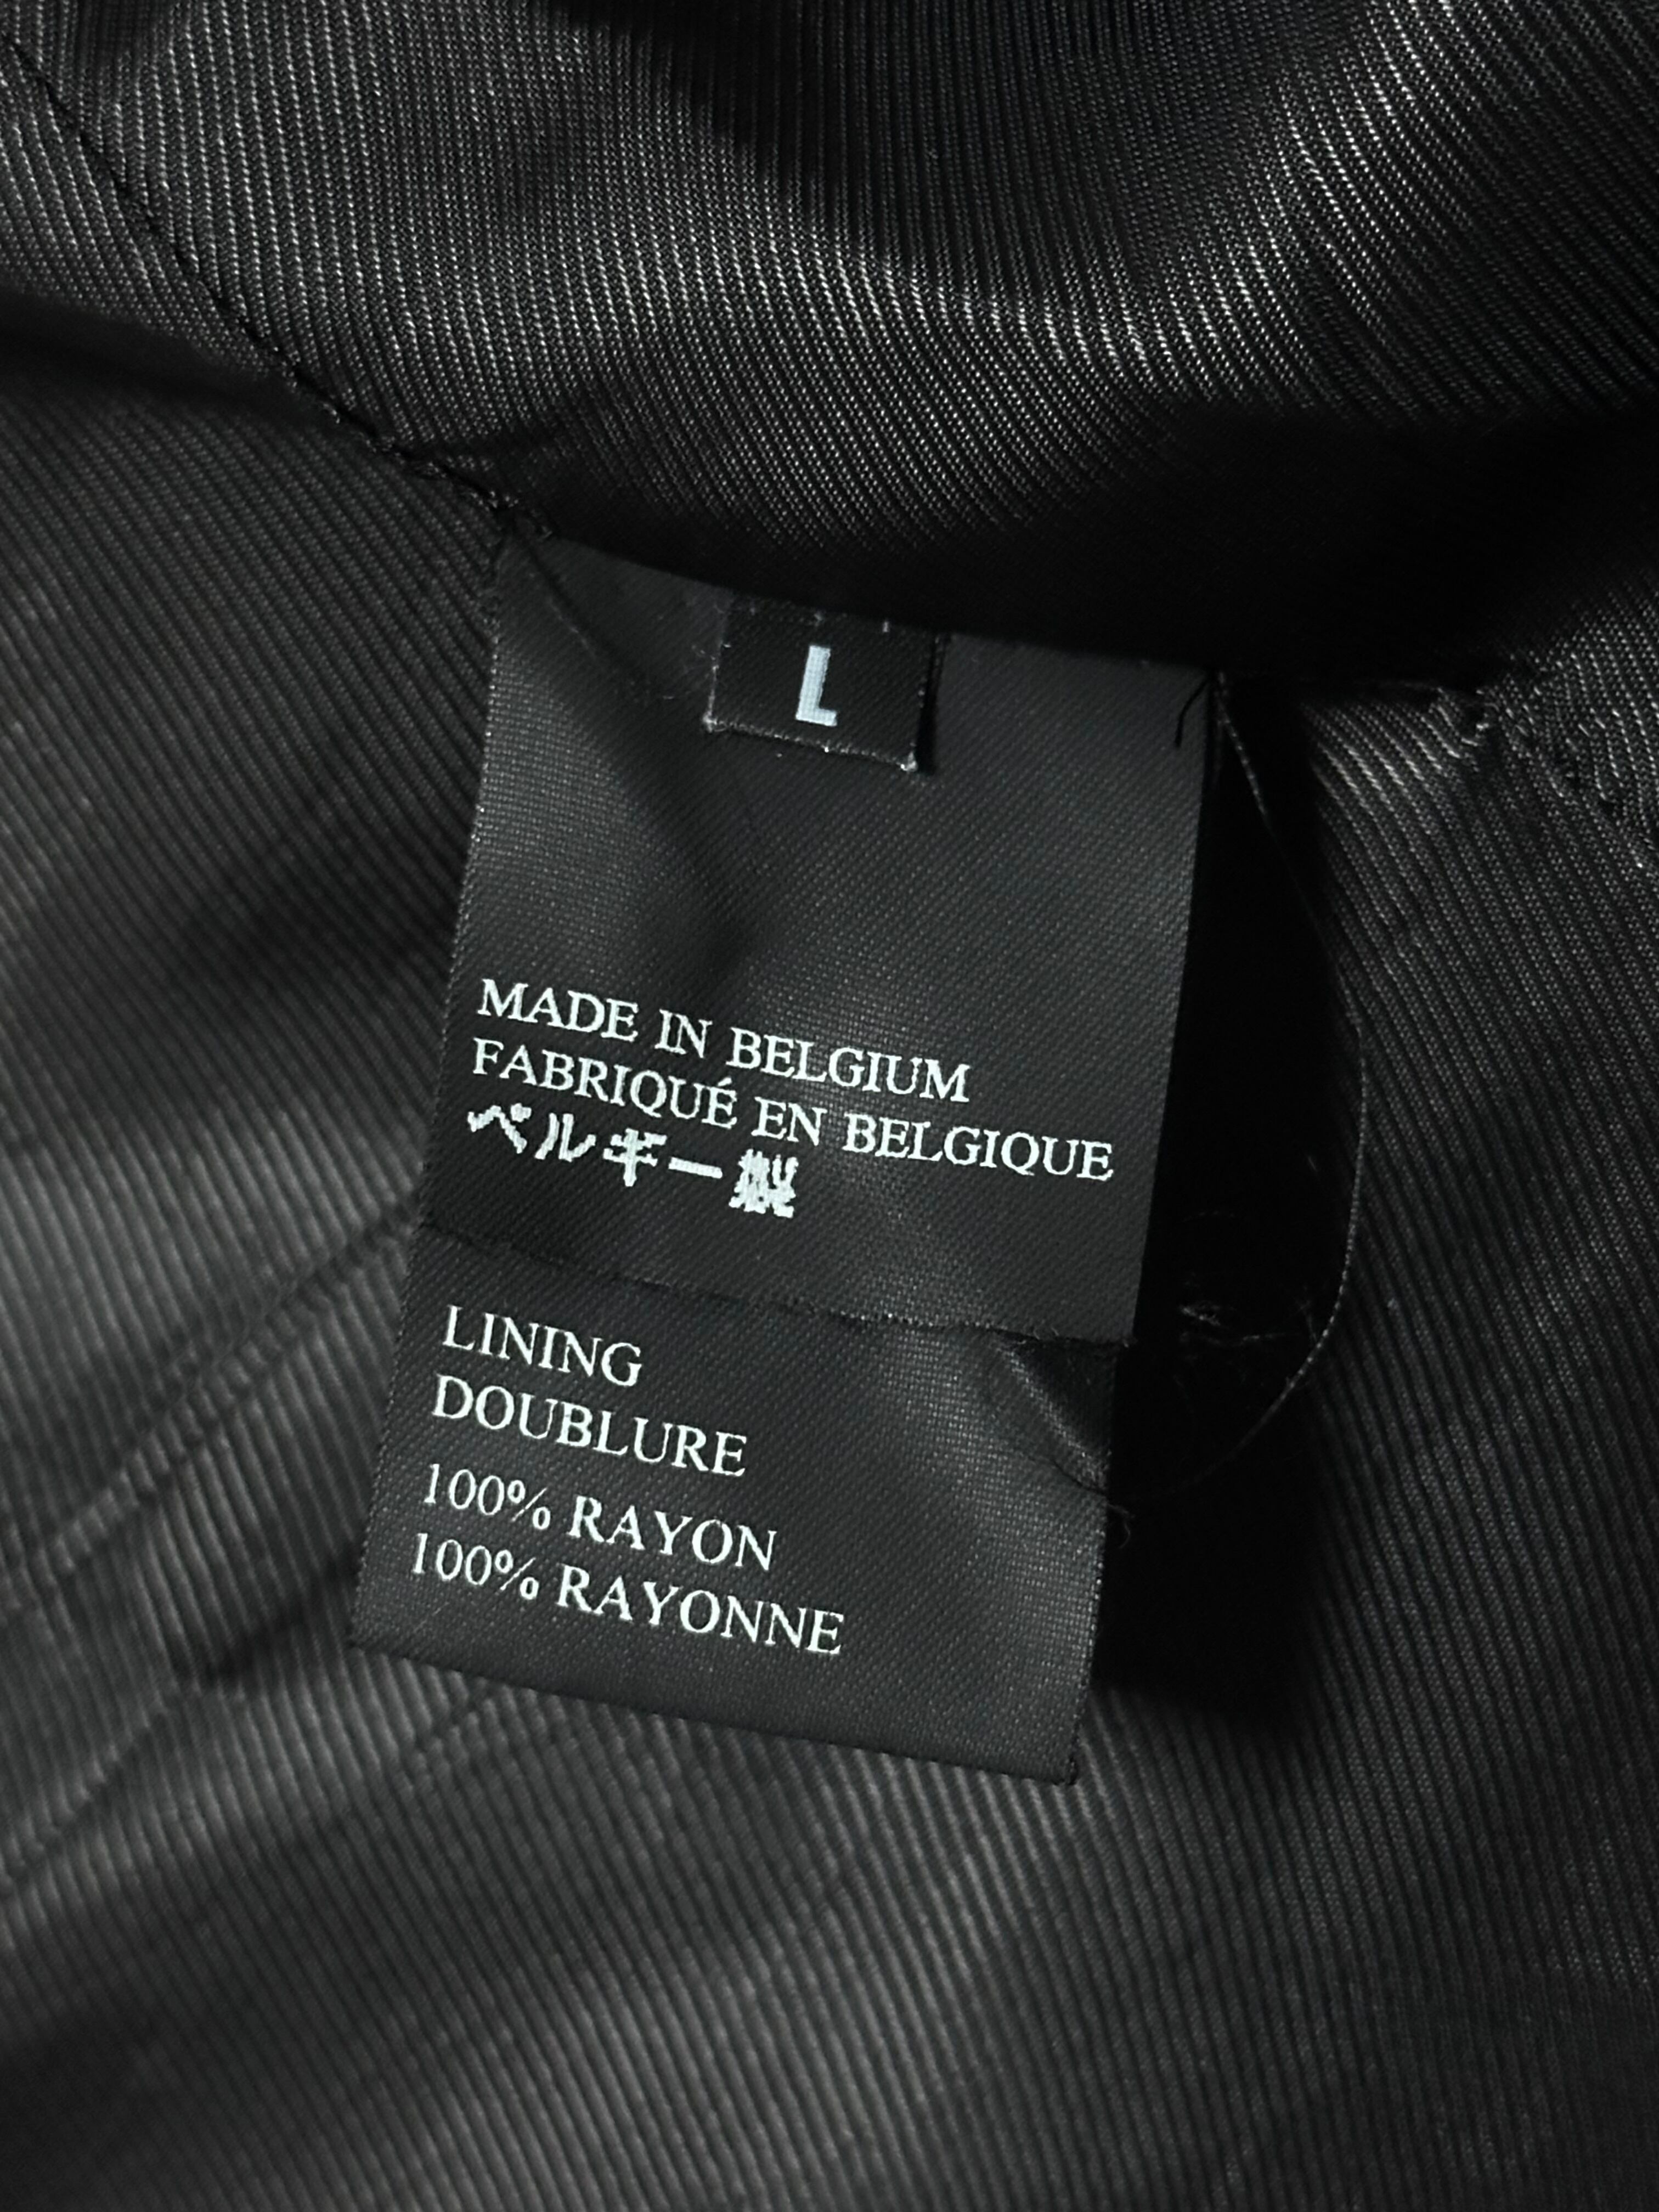 L
MADE IN BELGIUM
FABRIQUÉ EN BELGIQUE
ベルギー製
LINING
DOUBLURE
100% RAYON
100% RAYONNE